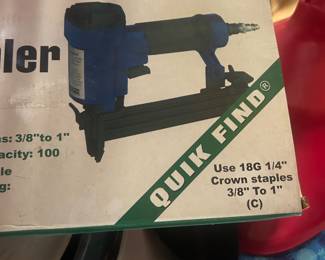 ler
s: 3/8"to 1"
acity: 100
le
g:
QUIK FIND®
Use 18G 1/4"
Crown staples
3/8" To 1"
(C)